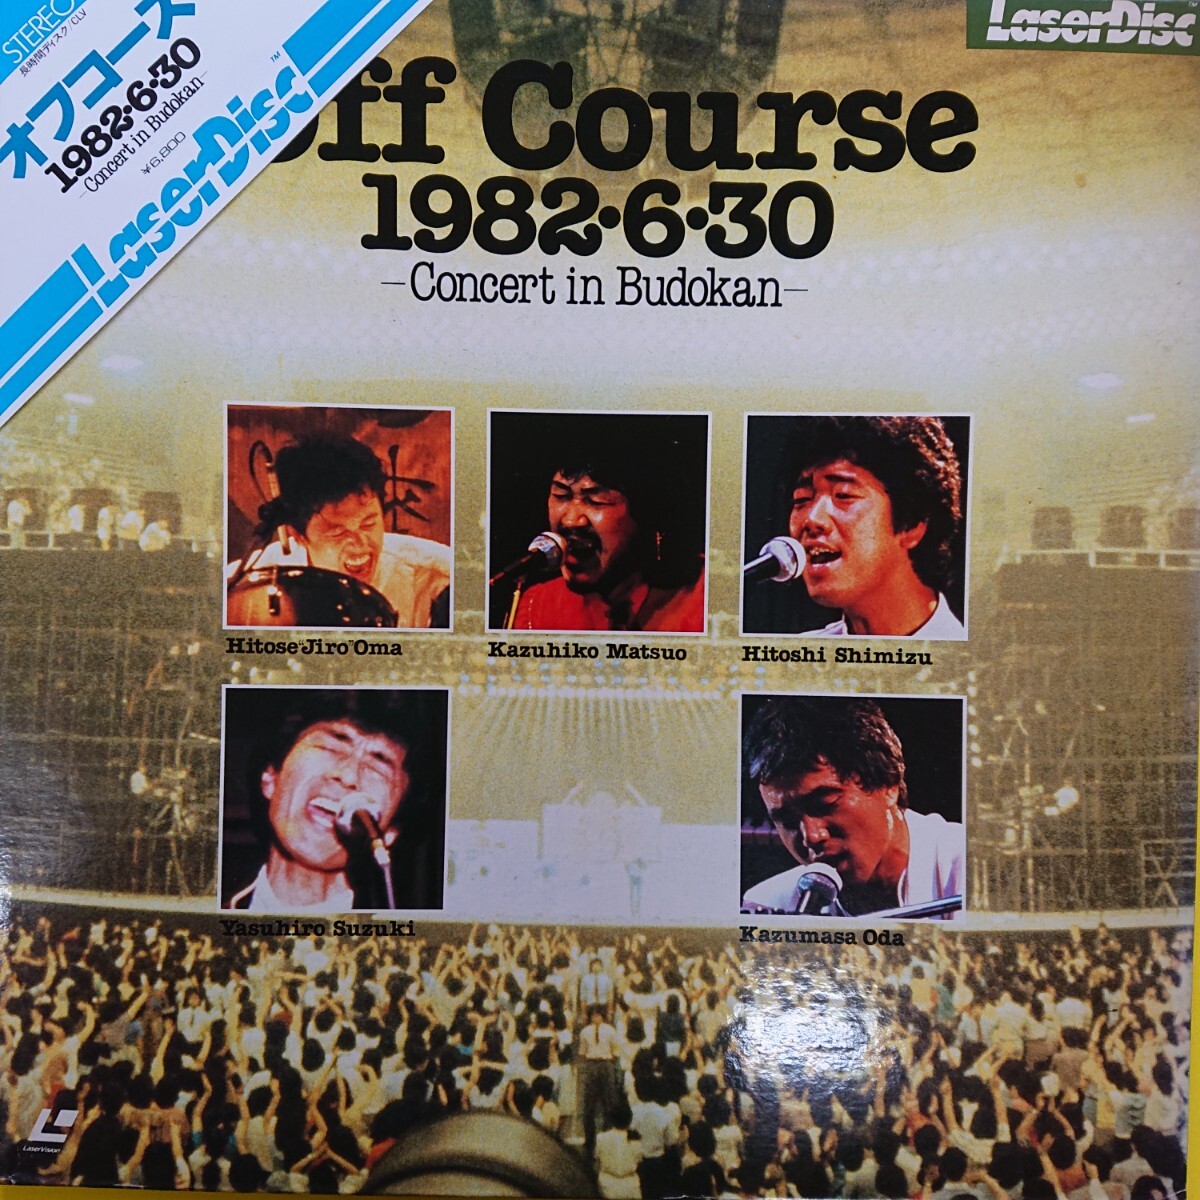 STEREO
長時間ディスク/CLV
オフコース
1982・6・30
-Concert in Budokan-
¥6,800
LaserDisc™
LaserDisc
Off Course
1982・6・30
-Concert in Budokan-
Hitose"Jiro"Oma
Kazuhiko Matsuo
Hitoshi Shimizu
Yasuhiro Suzuki
Kazumasa Oda
LaserVision